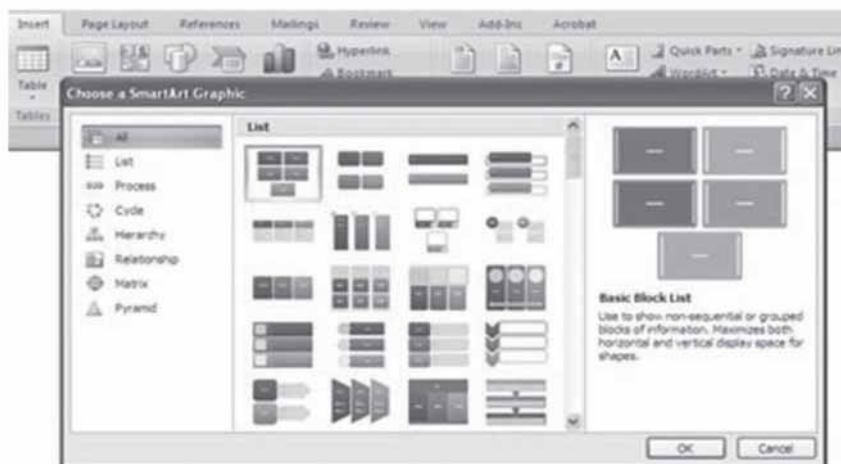 Insert Page Layout References Mailings Review View Add-Ins Acrobat
Hyperlink
Bookmark
Quick Parts
Signature Lin
WordArt
Date & Time
Table
Tables
Choose a SmartArt Graphic
All
List
Process
Cycle
Hierarchy
Relationship
Matrix
Pyramid
List
Basic Block List
Use to show non-sequential or grouped
blocks of information. Maximizes both
horizontal and vertical display space for
shapes.
OK Cancel